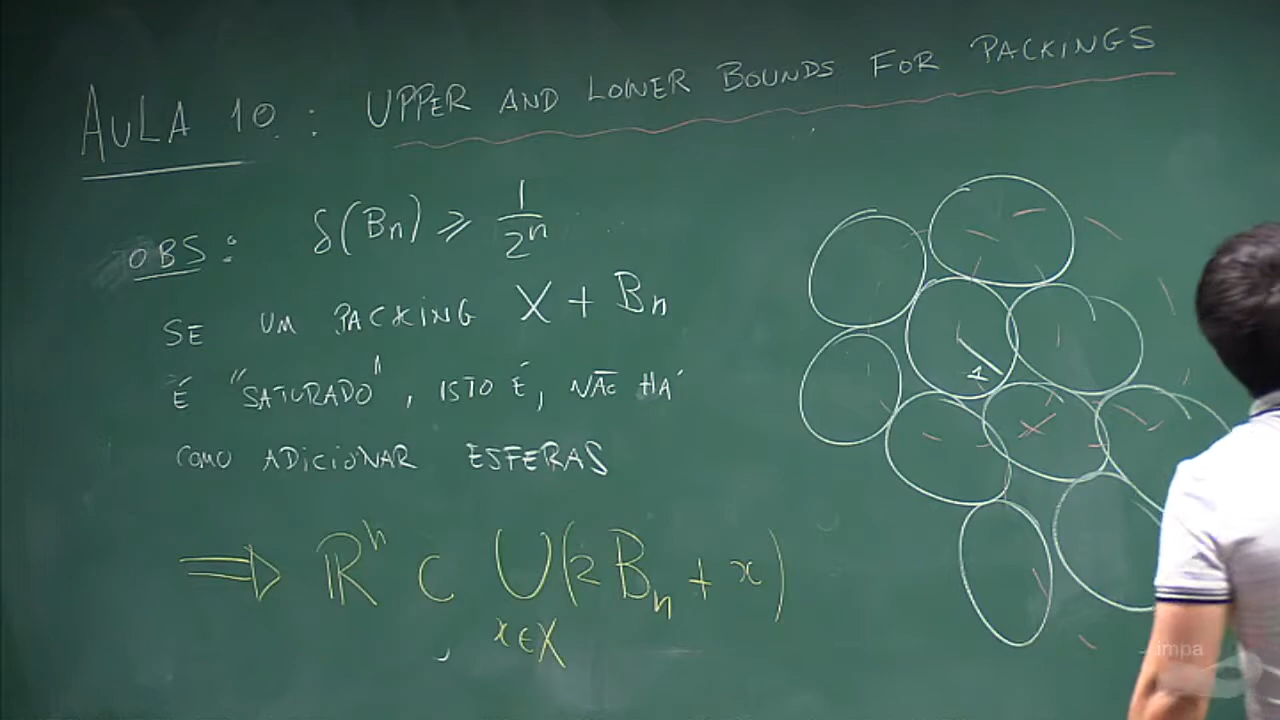 AULA 10 : UPPER AND LOWER BOUNDS FOR PACKINGS
OBS: δ(Bn) ⩾ 1/2^n
SE UM PACKING X + Bn
É "SATURADO", ISTO É, NÃO HÁ
COMO ADICIONAR ESFERAS
⟹ ℝ^n ⊂ ⋃(2Bn + x)
x∈X
1
impa